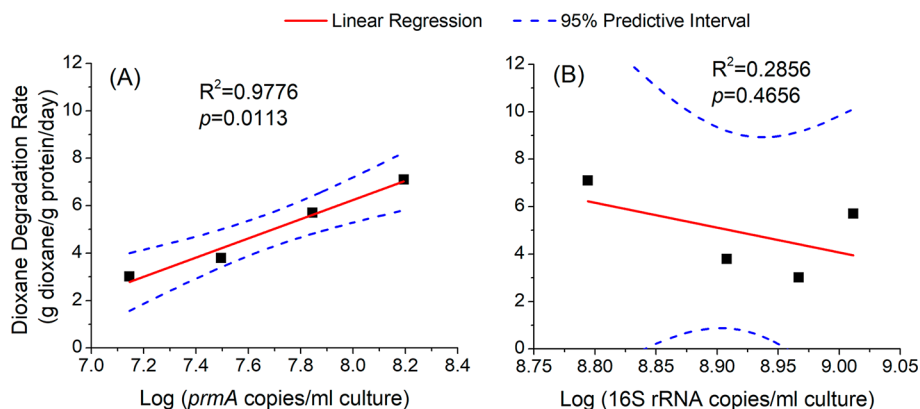 Linear Regression
95% Predictive Interval
Dioxane Degradation Rate
(g dioxane/g protein/day)
12
10
8
6
4
2
0
(A)
R²=0.9776
p=0.0113
7.0 7.2 7.4 7.6 7.8 8.0 8.2 8.4
Log (prmA copies/ml culture)
12
10
8
6
4
2
0
(B)
R²=0.2856
p=0.4656
8.75 8.80 8.85 8.90 8.95 9.00 9.05
Log (16S rRNA copies/ml culture)